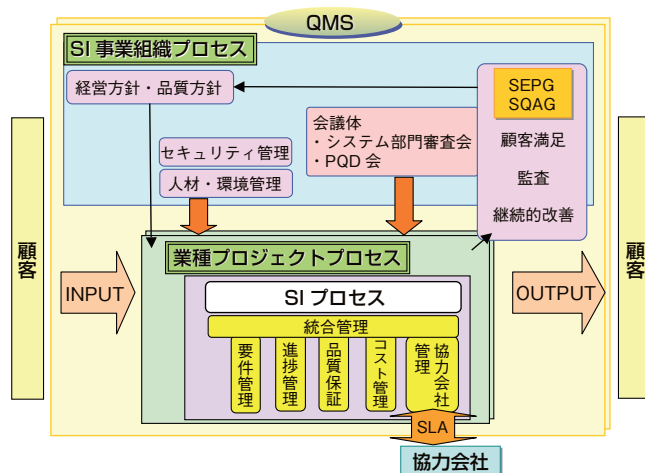 QMS
SI 事業組織プロセス
経営方針・品質方針
SEPG
SQAG
顧客満足
監査
継続的改善
会議体
・システム部門審査会
・PQD 会
セキュリティ管理
人材・環境管理
顧客
INPUT
業種プロジェクトプロセス
SI プロセス
統合管理
要件管理
進捗管理
品質保証
コスト管理
協力会社
管理
OUTPUT
顧客
SLA
協力会社